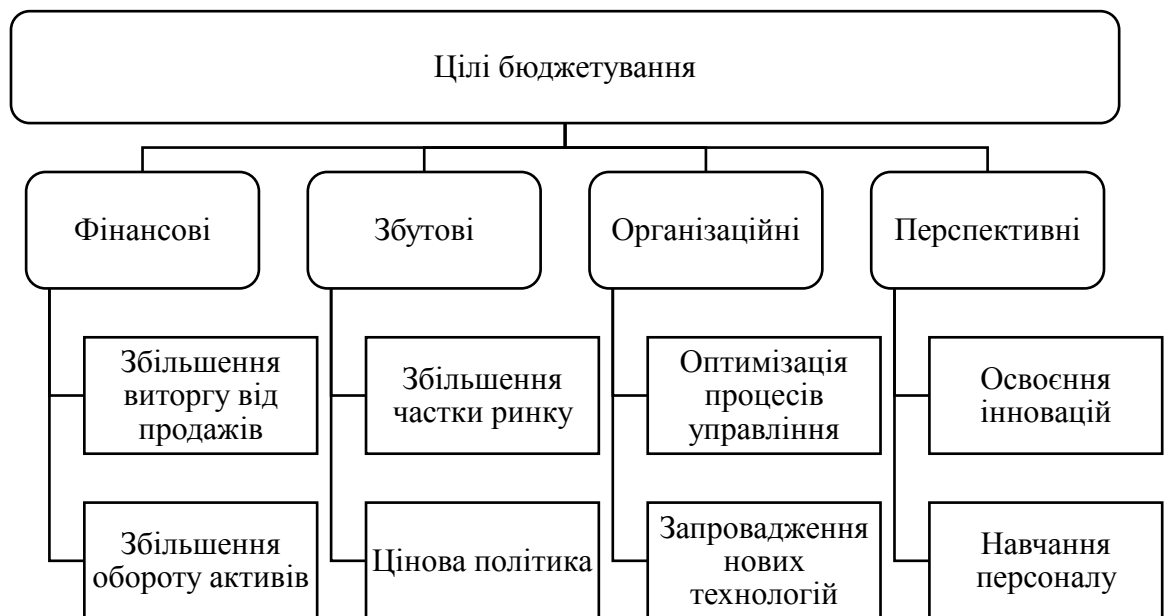 Цілі бюджетування
Фінансові
Збутові
Організаційні
Перспективні
Збільшення
виторгу від
продажів
Збільшення
частки ринку
Оптимізація
процесів
управління
Освоєння
інновацій
Збільшення
обороту активів
Цінова політика
Запровадження
нових
технологій
Навчання
персоналу